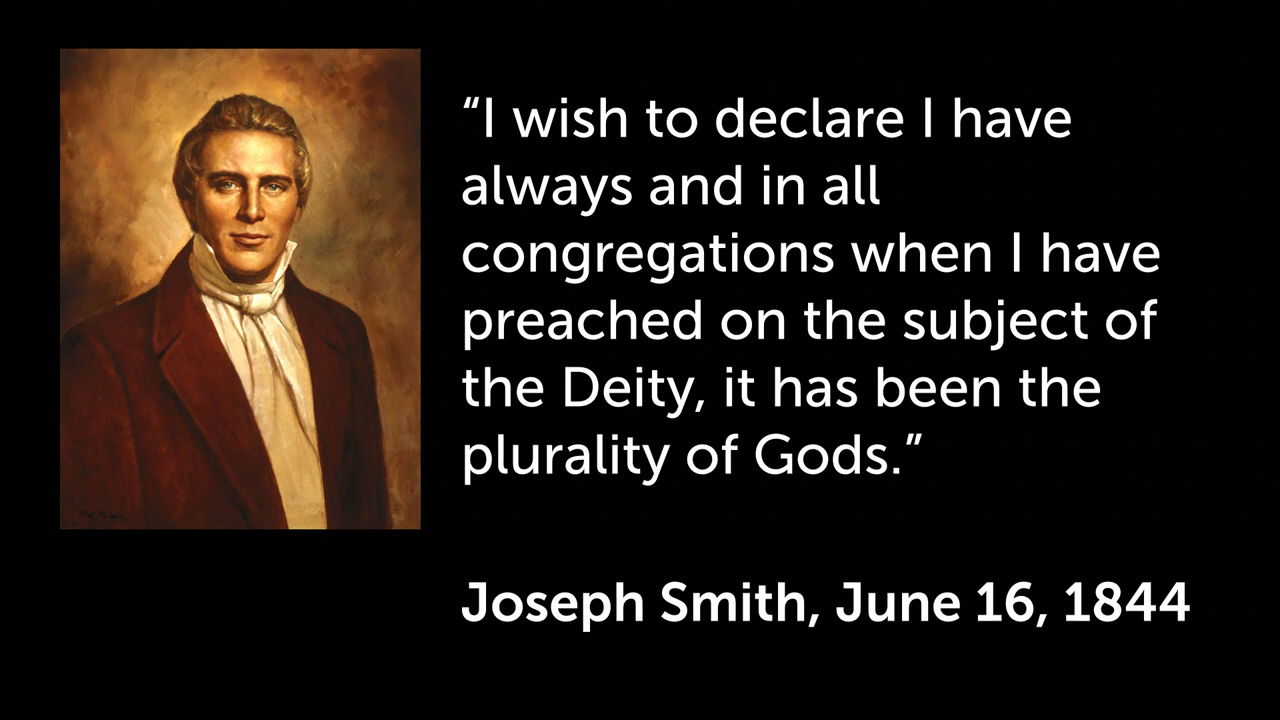 “I wish to declare I have
always and in all
congregations when I have
preached on the subject of
the Deity, it has been the
plurality of Gods.”
Joseph Smith, June 16, 1844